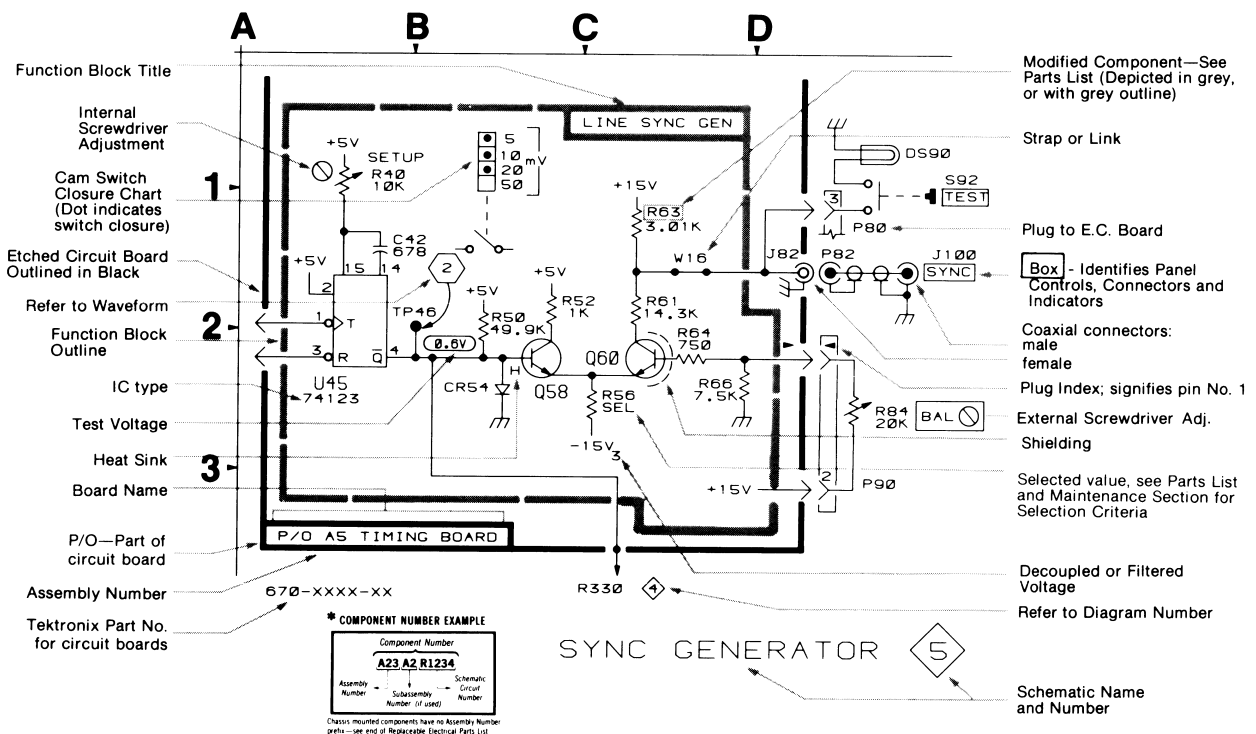 A
B
C
D
Function Block Title
Internal
Screwdriver
Adjustment
Cam Switch
Closure Chart
(Dot indicates
switch closure)
1
Etched Circuit Board
Outlined in Black
Refer to Waveform
2
Function Block
Outline
IC type
Test Voltage
Heat Sink
3
Board Name
P/O—Part of
circuit board
Assembly Number
Tektronix Part No.
for circuit boards
LINE SYNC GEN
+5V
SETUP
R40
10K
5
10
20
50
mV
C42
678
15
14
+5V
2
1
T
3
R
Q
4
U45
74123
2
TP46
0.6V
+5V
R50
49.9K
CR54
H
+5V
R52
1K
Q58
Q60
+15V
R63
3.01K
W16
R61
14.3K
R64
750
R66
7.5K
R56
SEL
-15V
3
+15V
DS90
S92
TEST
3
P80
J82
P82
J100
SYNC
R84
20K
BAL
2
P90
P/O A5 TIMING BOARD
670-XXXX-XX
R330
4
Modified Component—See
Parts List (Depicted in grey,
or with grey outline)
Strap or Link
Plug to E.C. Board
Box - Identifies Panel
Controls, Connectors and
Indicators
Coaxial connectors:
male
female
Plug Index; signifies pin No. 1
External Screwdriver Adj.
Shielding
Selected value, see Parts List
and Maintenance Section for
Selection Criteria
Decoupled or Filtered
Voltage
Refer to Diagram Number
Schematic Name
and Number
* COMPONENT NUMBER EXAMPLE
Component Number
A23 A2 R1234
Assembly
Number
Subassembly
Number (if used)
Schematic
Circuit
Number
Chassis mounted components have no Assembly Number
prefix—see end of Replaceable Electrical Parts List
SYNC GENERATOR
5